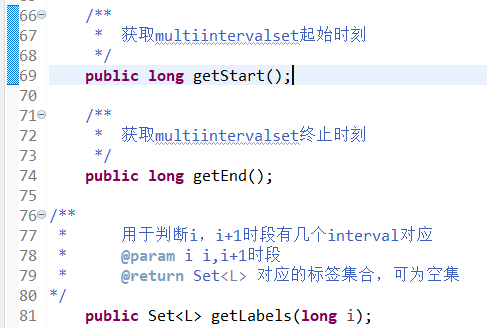 66 /**
67 * 获取multiintervalset起始时刻
68 */
69 public long getStart();
70
71 /**
72 * 获取multiintervalset终止时刻
73 */
74 public long getEnd();
75
76 /**
77 * 用于判断i，i+1时段有几个interval对应
78 * @param i i,i+1时段
79 * @return Set<L> 对应的标签集合，可为空集
80 */
81 public Set<L> getLabels(long i);